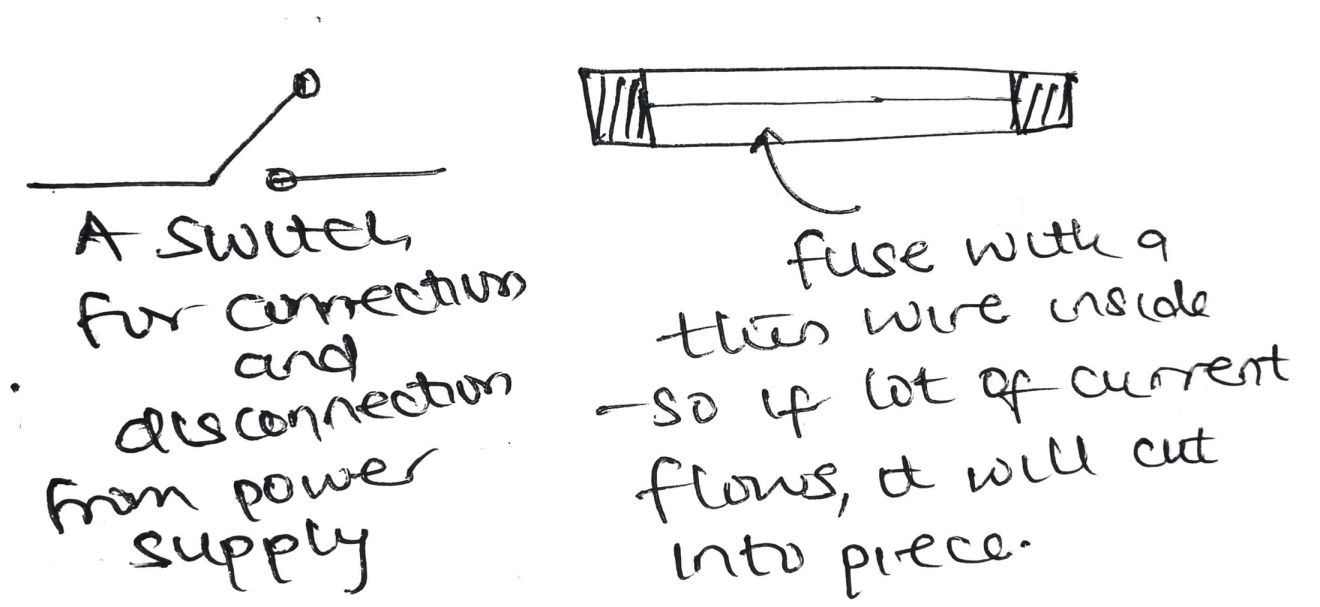 A switch
for connection
and
disconnection
from power
supply
fuse with a
thin wire inside
- so if lot of current
flows, it will cut
into piece.